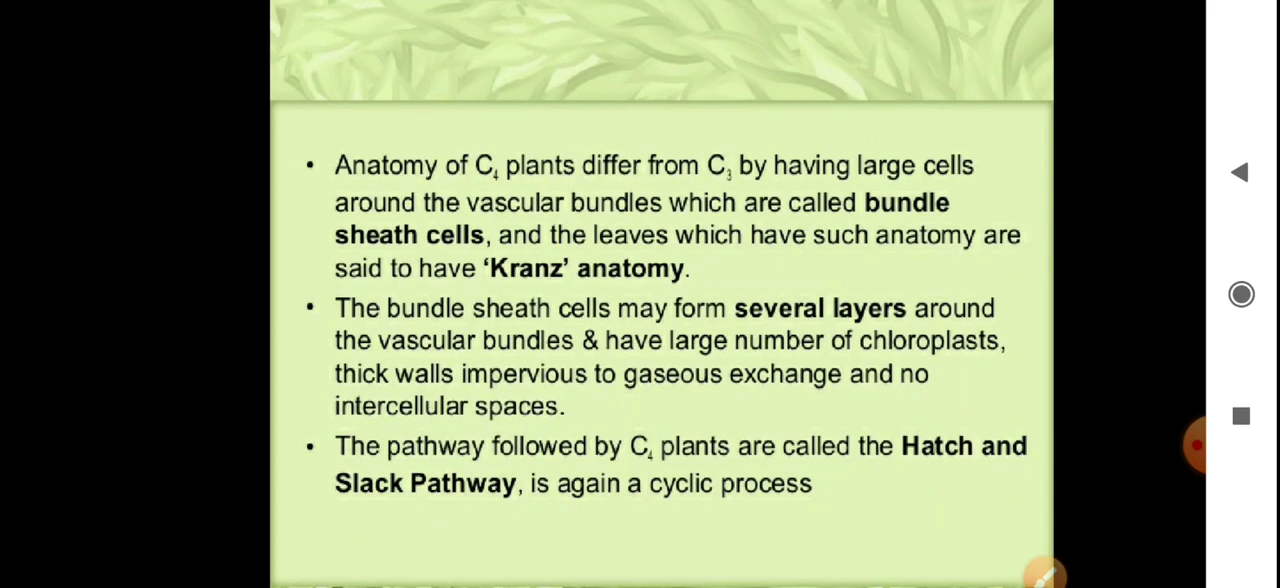 • Anatomy of C₄ plants differ from C₃ by having large cells
around the vascular bundles which are called bundle
sheath cells, and the leaves which have such anatomy are
said to have ‘Kranz’ anatomy.
• The bundle sheath cells may form several layers around
the vascular bundles & have large number of chloroplasts,
thick walls impervious to gaseous exchange and no
intercellular spaces.
• The pathway followed by C₄ plants are called the Hatch and
Slack Pathway, is again a cyclic process